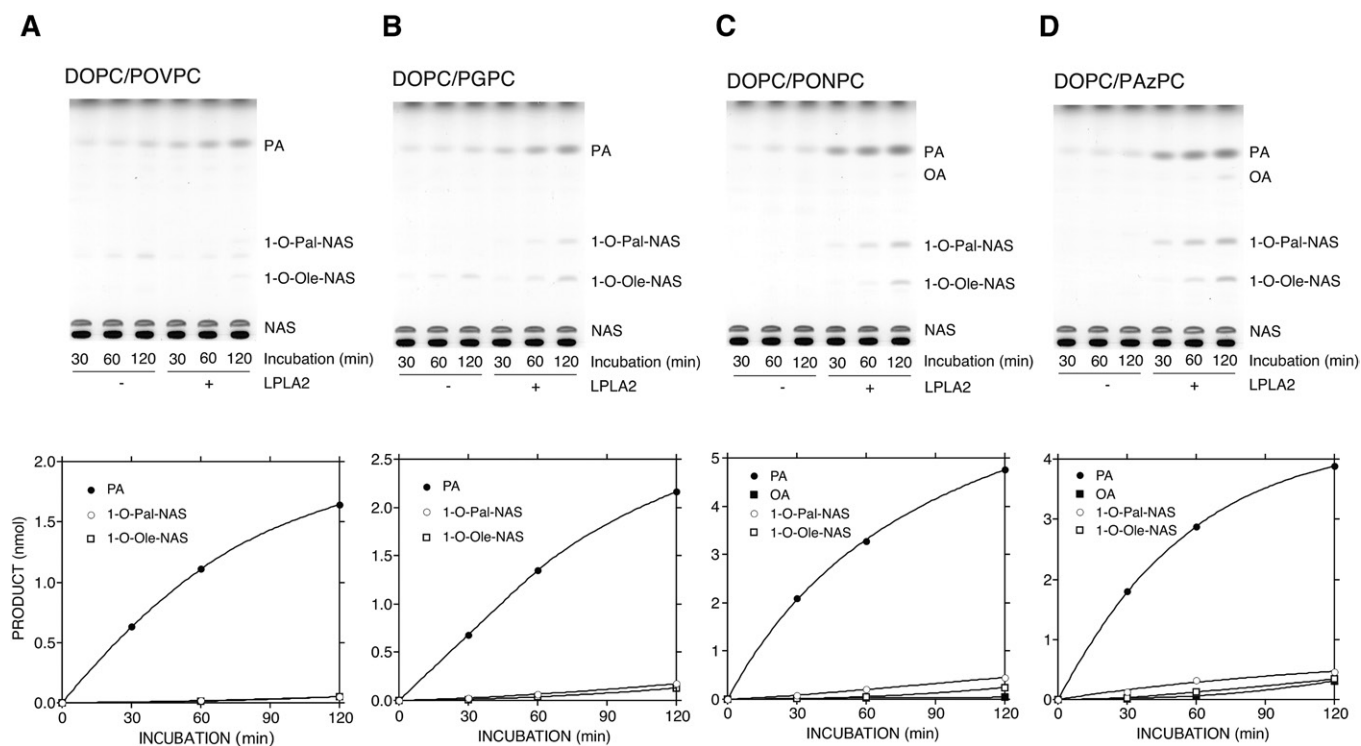 A
B
C
D
DOPC/POVPC
DOPC/PGPC
DOPC/PONPC
DOPC/PAzPC
PA
1-O-Pal-NAS
1-O-Ole-NAS
NAS
30 60 120 30 60 120 Incubation (min)
- + LPLA2
PA
1-O-Pal-NAS
1-O-Ole-NAS
NAS
30 60 120 30 60 120 Incubation (min)
- + LPLA2
PA
OA
1-O-Pal-NAS
1-O-Ole-NAS
NAS
30 60 120 30 60 120 Incubation (min)
- + LPLA2
PA
OA
1-O-Pal-NAS
1-O-Ole-NAS
NAS
30 60 120 30 60 120 Incubation (min)
- + LPLA2
PRODUCT (nmol)
2.0
1.5
1.0
0.5
0.0
PA
1-O-Pal-NAS
1-O-Ole-NAS
0 30 60 90 120
INCUBATION (min)
2.5
2.0
1.5
1.0
0.5
0.0
PA
1-O-Pal-NAS
1-O-Ole-NAS
0 30 60 90 120
INCUBATION (min)
5
4
3
2
1
0
PA
OA
1-O-Pal-NAS
1-O-Ole-NAS
0 30 60 90 120
INCUBATION (min)
4
3
2
1
0
PA
OA
1-O-Pal-NAS
1-O-Ole-NAS
0 30 60 90 120
INCUBATION (min)